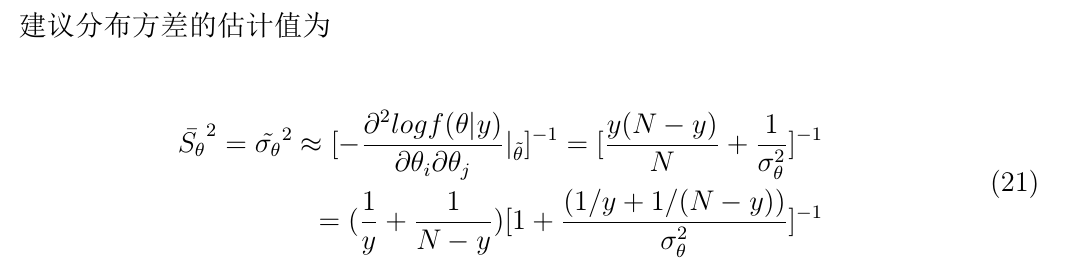 建议分布方差的估计值为
$\bar{S_\theta}^2 = \tilde{\sigma_\theta}^2 \approx [-\frac{\partial^2 log f(\theta|y)}{\partial\theta_i \partial\theta_j}|_{\tilde{\theta}}]^{-1} = [\frac{y(N-y)}{N} + \frac{1}{\sigma_\theta^2}]^{-1}$
$= (\frac{1}{y} + \frac{1}{N-y})[1 + \frac{(1/y + 1/(N-y))}{\sigma_\theta^2}]^{-1}$ (21)